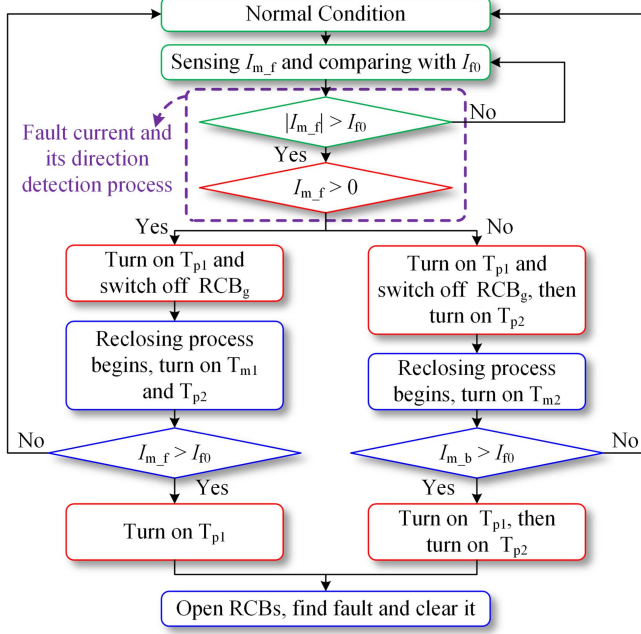 Normal Condition
Sensing I_m_f and comparing with I_f0
|I_m_f| > I_f0
No
Fault current and
its direction
detection process
Yes
I_m_f > 0
Yes
No
Turn on T_p1 and
switch off RCB_g
Turn on T_p1 and
switch off RCB_g, then
turn on T_p2
Reclosing process
begins, turn on T_m1
and T_p2
Reclosing process
begins, turn on T_m2
No
I_m_f > I_f0
I_m_b > I_f0
No
Yes
Yes
Turn on T_p1
Turn on T_p1, then
turn on T_p2
Open RCBs, find fault and clear it